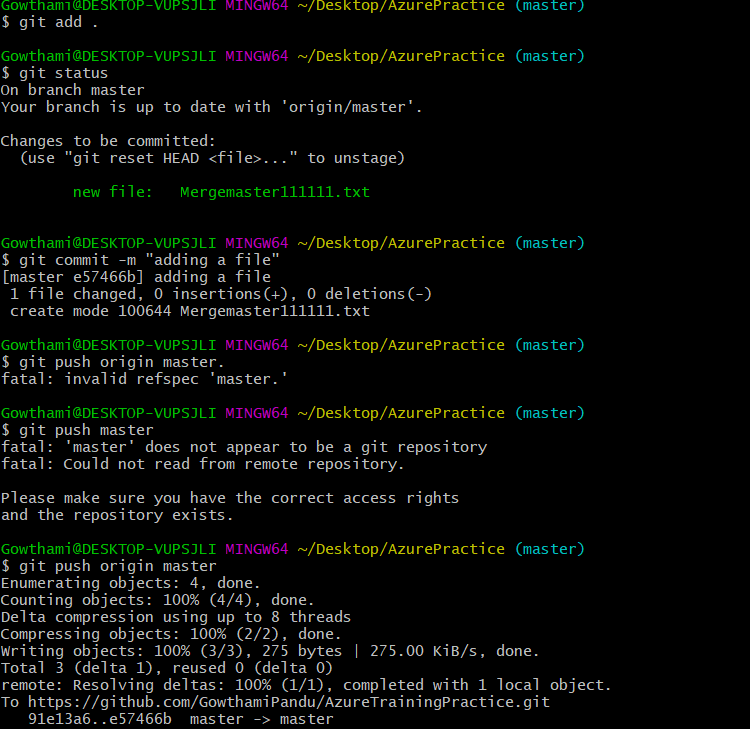 Gowthami@DESKTOP-VUPSJLI MINGW64 ~/Desktop/AzurePractice (master)
$ git add .
Gowthami@DESKTOP-VUPSJLI MINGW64 ~/Desktop/AzurePractice (master)
$ git status
On branch master
Your branch is up to date with 'origin/master'.
Changes to be committed:
  (use "git reset HEAD <file>..." to unstage)
        new file:   Mergemaster111111.txt
Gowthami@DESKTOP-VUPSJLI MINGW64 ~/Desktop/AzurePractice (master)
$ git commit -m "adding a file"
[master e57466b] adding a file
 1 file changed, 0 insertions(+), 0 deletions(-)
 create mode 100644 Mergemaster111111.txt
Gowthami@DESKTOP-VUPSJLI MINGW64 ~/Desktop/AzurePractice (master)
$ git push origin master.
fatal: invalid refspec 'master.'
Gowthami@DESKTOP-VUPSJLI MINGW64 ~/Desktop/AzurePractice (master)
$ git push master
fatal: 'master' does not appear to be a git repository
fatal: Could not read from remote repository.
Please make sure you have the correct access rights
and the repository exists.
Gowthami@DESKTOP-VUPSJLI MINGW64 ~/Desktop/AzurePractice (master)
$ git push origin master
Enumerating objects: 4, done.
Counting objects: 100% (4/4), done.
Delta compression using up to 8 threads
Compressing objects: 100% (2/2), done.
Writing objects: 100% (3/3), 275 bytes | 275.00 KiB/s, done.
Total 3 (delta 1), reused 0 (delta 0)
remote: Resolving deltas: 100% (1/1), completed with 1 local object.
To https://github.com/GowthamiPandu/AzureTrainingPractice.git
   91e13a6..e57466b  master -> master